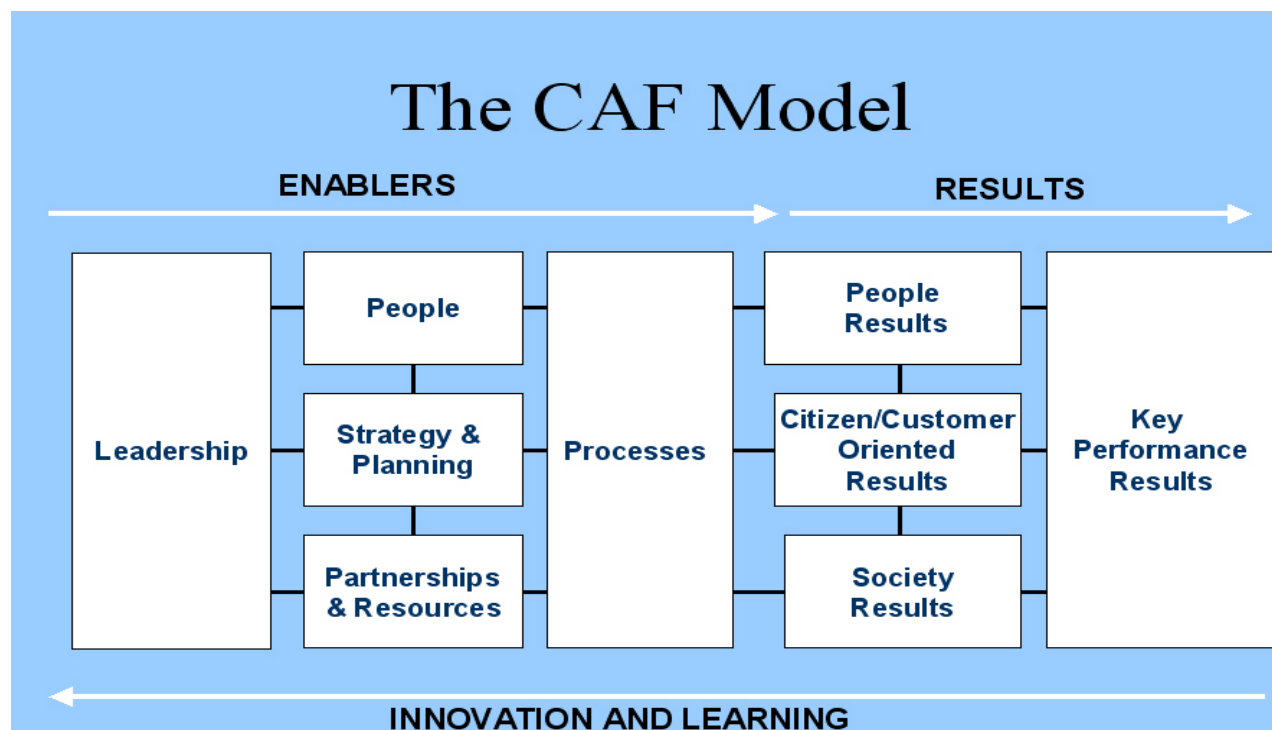 The CAF Model
ENABLERS
RESULTS
Leadership
People
Strategy &
Planning
Partnerships
& Resources
Processes
People
Results
Citizen/Customer
Oriented
Results
Society
Results
Key
Performance
Results
INNOVATION AND LEARNING